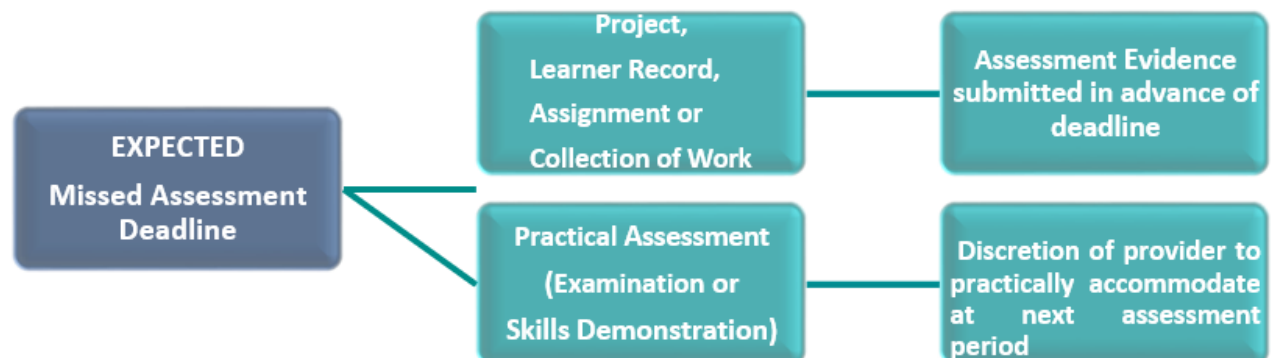 EXPECTED
Missed Assessment
Deadline
Project,
Learner Record,
Assignment or
Collection of Work
Assessment Evidence
submitted in advance of
deadline
Practical Assessment
(Examination or
Skills Demonstration)
Discretion of provider to
practically accommodate
at next assessment
period